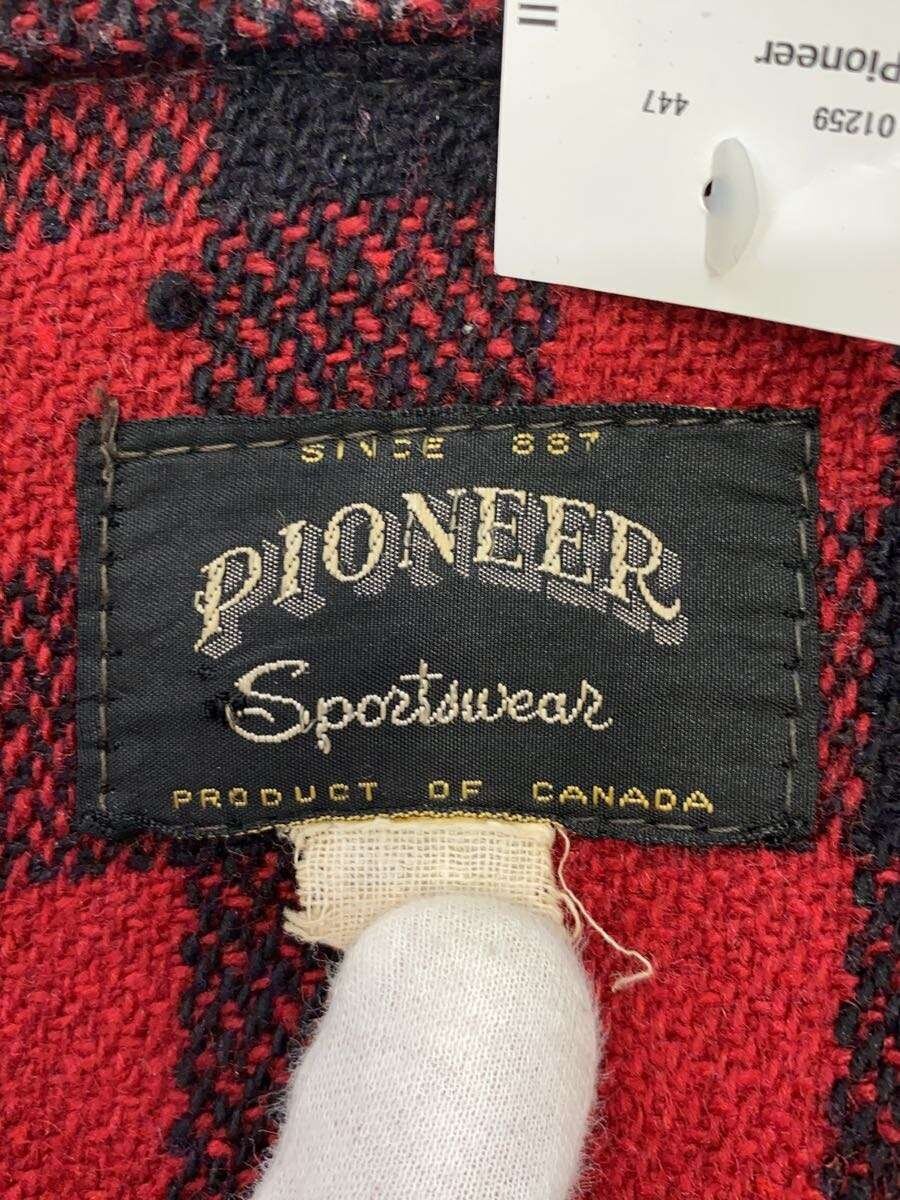 Pioneer
01259
447
SINCE 887
PIONEER
Sportswear
PRODUCT OF CANADA